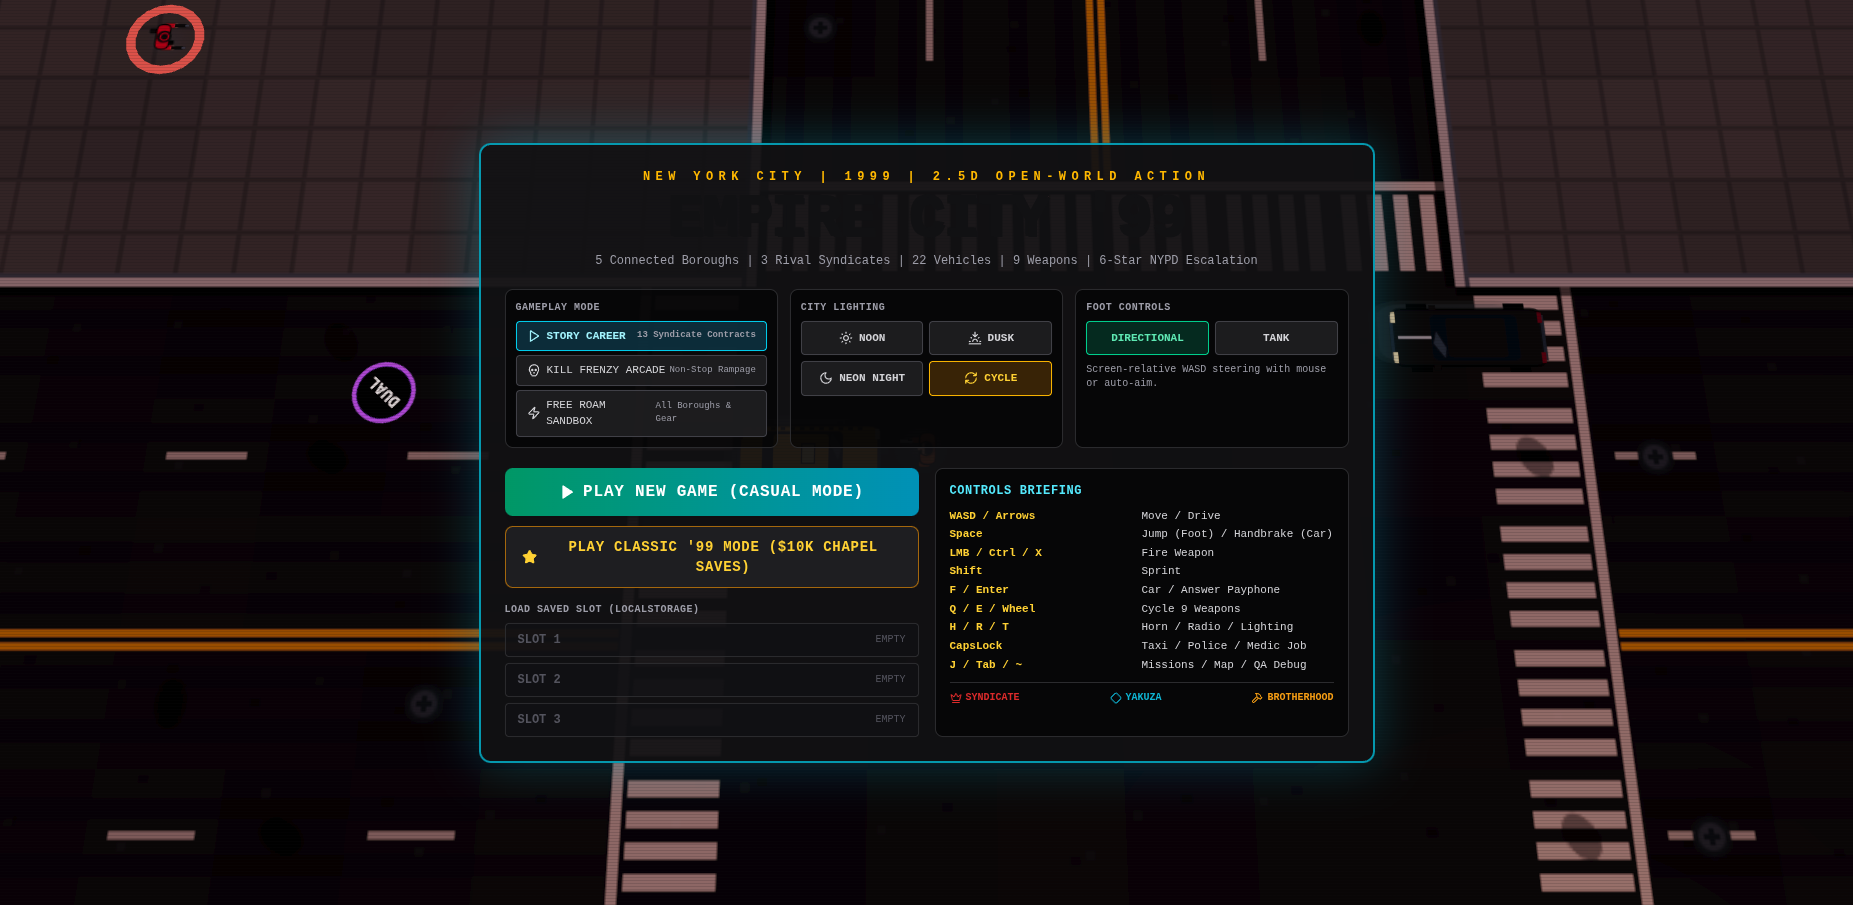 NEW YORK CITY | 1999 | 2.5D OPEN-WORLD ACTION
EMPIRE CITY '99
5 Connected Boroughs | 3 Rival Syndicates | 22 Vehicles | 9 Weapons | 6-Star NYPD Escalation
GAMEPLAY MODE
STORY CAREER 13 Syndicate Contracts
KILL FRENZY ARCADE Non-Stop Rampage
FREE ROAM SANDBOX All Boroughs & Gear
CITY LIGHTING
NOON
DUSK
NEON NIGHT
CYCLE
FOOT CONTROLS
DIRECTIONAL
TANK
Screen-relative WASD steering with mouse
or auto-aim.
DUAL
PLAY NEW GAME (CASUAL MODE)
PLAY CLASSIC '99 MODE ($10K CHAPEL
SAVES)
LOAD SAVED SLOT (LOCALSTORAGE)
SLOT 1 EMPTY
SLOT 2 EMPTY
SLOT 3 EMPTY
CONTROLS BRIEFING
WASD / Arrows Move / Drive
Space Jump (Foot) / Handbrake (Car)
LMB / Ctrl / X Fire Weapon
Shift Sprint
F / Enter Car / Answer Payphone
Q / E / Wheel Cycle 9 Weapons
H / R / T Horn / Radio / Lighting
CapsLock Taxi / Police / Medic Job
J / Tab / ~ Missions / Map / QA Debug
SYNDICATE
YAKUZA
BROTHERHOOD